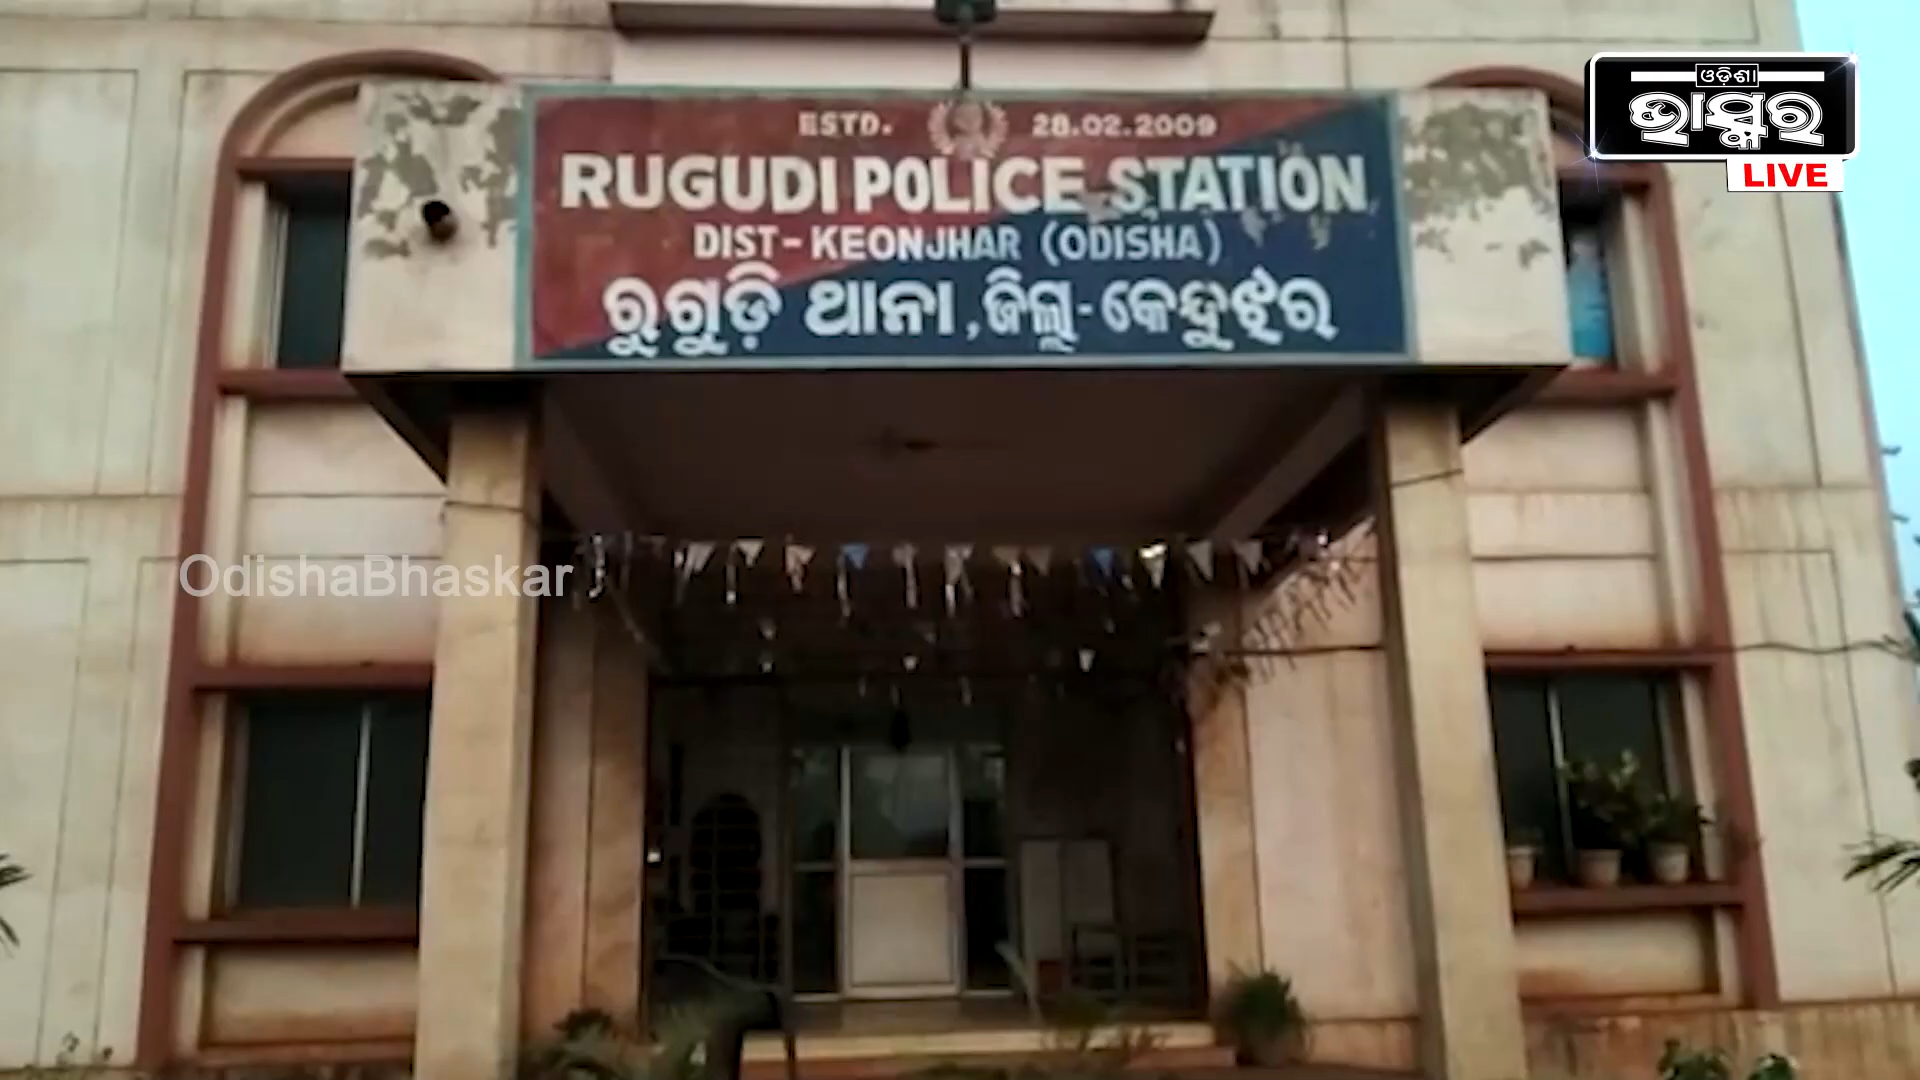 ଓଡ଼ିଶା
ଭାସ୍କର
LIVE
ESTD. 28.02.2009
RUGUDI POLICE STATION
DIST-KEONJHAR (ODISHA)
ରୁଗୁଡ଼ି ଥାନା, ଜିଲ୍ଲା-କେନ୍ଦୁଝର
OdishaBhaskar